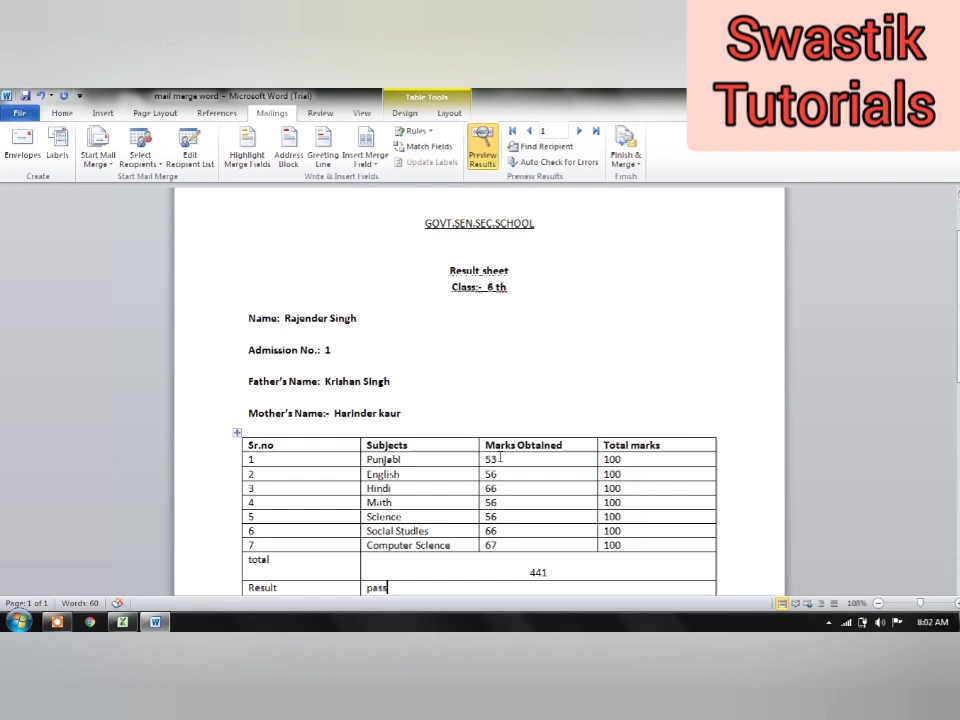 Swastik
Tutorials
mail merge word - Microsoft Word (Trial)
Table Tools
File Home Insert Page Layout References Mailings Review View Design Layout
Envelopes Labels Start Mail Merge Select Recipients Edit Recipient List Highlight Merge Fields Address Block Greeting Line Insert Merge Field Rules Match Fields Update Labels Preview Results 1 Find Recipient Auto Check for Errors Finish & Merge
Create Start Mail Merge Write & Insert Fields Preview Results Finish
GOVT.SEN.SEC.SCHOOL
Result sheet
Class:- 6 th
Name: Rajender Singh
Admission No.: 1
Father's Name: Krishan Singh
Mother's Name:- Harinder kaur
Sr.no Subjects Marks Obtained Total marks
1 Punjabi 53 100
2 English 56 100
3 Hindi 66 100
4 Math 56 100
5 Science 56 100
6 Social Studies 66 100
7 Computer Science 67 100
total
441
Result pass
Page: 1 of 1 Words: 60 108%
8:02 AM